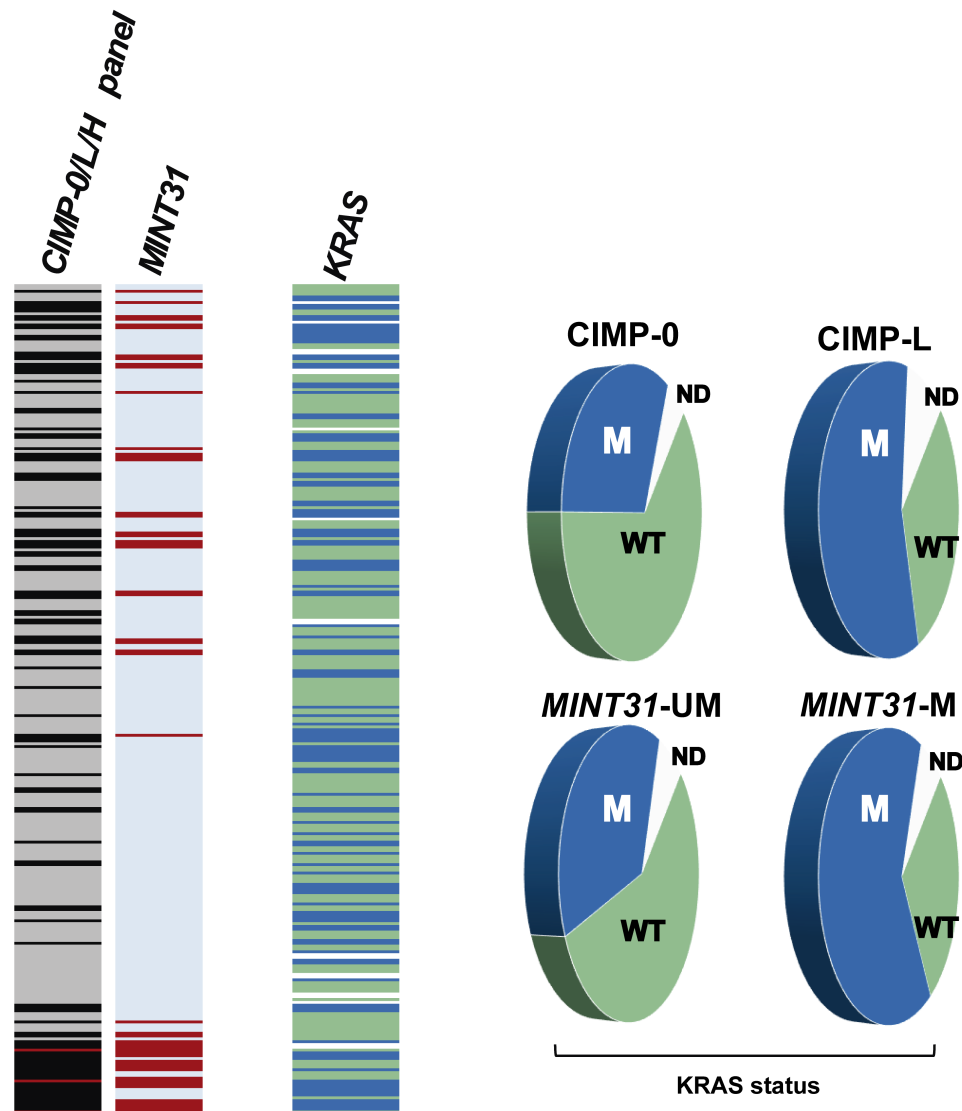 CIMP-0/L/H panel
MINT31
KRAS
CIMP-0
CIMP-L
ND
M
WT
ND
M
WT
MINT31-UM
MINT31-M
ND
M
WT
ND
M
WT
KRAS status